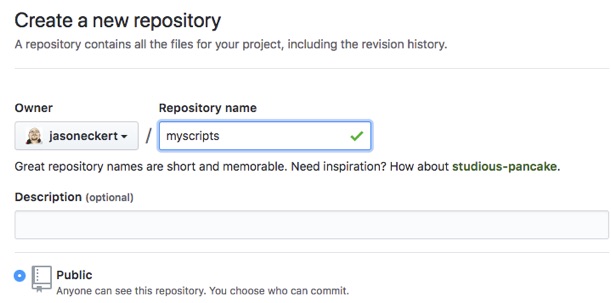 Create a new repository
A repository contains all the files for your project, including the revision history.
Owner Repository name
jasoneckert / myscripts
Great repository names are short and memorable. Need inspiration? How about studious-pancake.
Description (optional)
Public
Anyone can see this repository. You choose who can commit.